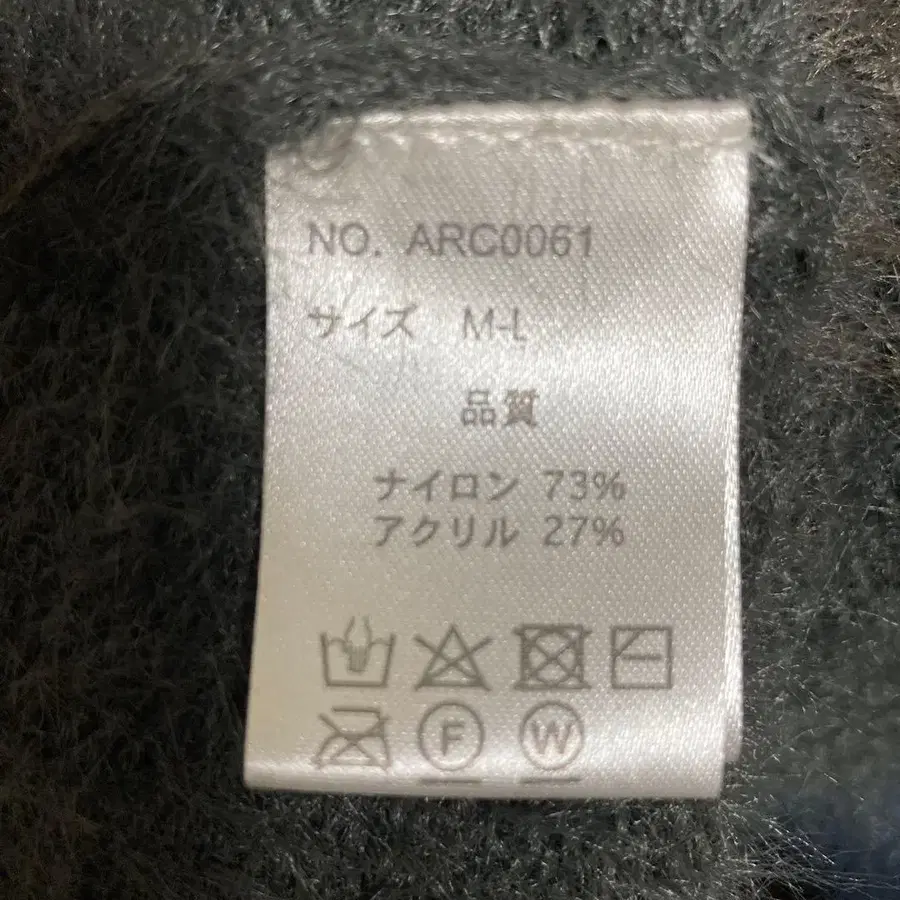 NO. ARC0061
サイズ M-L
品質
ナイロン 73%
アクリル 27%
F W